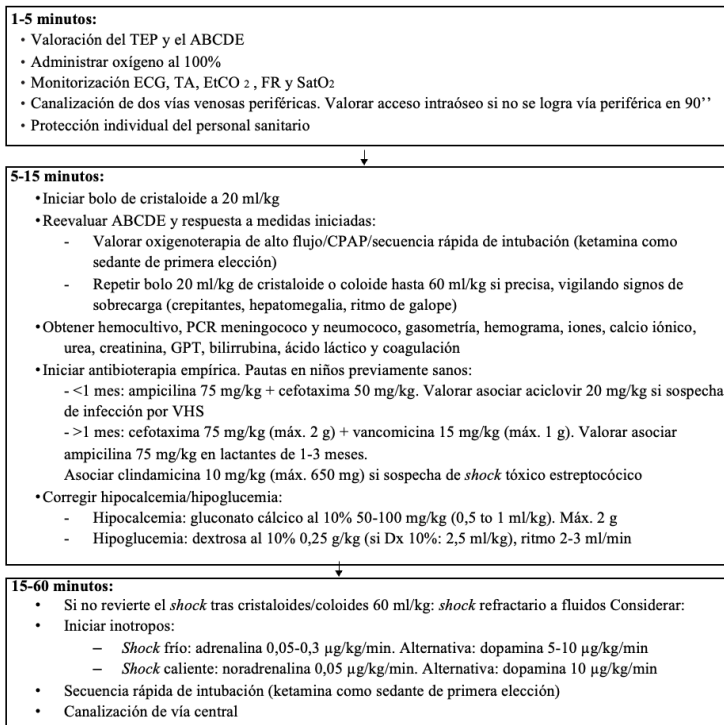 1-5 minutos:
• Valoración del TEP y el ABCDE
• Administrar oxígeno al 100%
• Monitorización ECG, TA, EtCO 2 , FR y SatO2
• Canalización de dos vías venosas periféricas. Valorar acceso intraóseo si no se logra vía periférica en 90’’
• Protección individual del personal sanitario
5-15 minutos:
• Iniciar bolo de cristaloide a 20 ml/kg
• Reevaluar ABCDE y respuesta a medidas iniciadas:
- Valorar oxigenoterapia de alto flujo/CPAP/secuencia rápida de intubación (ketamina como
sedante de primera elección)
- Repetir bolo 20 ml/kg de cristaloide o coloide hasta 60 ml/kg si precisa, vigilando signos de
sobrecarga (crepitantes, hepatomegalia, ritmo de galope)
• Obtener hemocultivo, PCR meningococo y neumococo, gasometría, hemograma, iones, calcio iónico,
urea, creatinina, GPT, bilirrubina, ácido láctico y coagulación
• Iniciar antibioterapia empírica. Pautas en niños previamente sanos:
- <1 mes: ampicilina 75 mg/kg + cefotaxima 50 mg/kg. Valorar asociar aciclovir 20 mg/kg si sospecha
de infección por VHS
- >1 mes: cefotaxima 75 mg/kg (máx. 2 g) + vancomicina 15 mg/kg (máx. 1 g). Valorar asociar
ampicilina 75 mg/kg en lactantes de 1-3 meses.
Asociar clindamicina 10 mg/kg (máx. 650 mg) si sospecha de shock tóxico estreptocócico
• Corregir hipocalcemia/hipoglucemia:
- Hipocalcemia: gluconato cálcico al 10% 50-100 mg/kg (0,5 to 1 ml/kg). Máx. 2 g
- Hipoglucemia: dextrosa al 10% 0,25 g/kg (si Dx 10%: 2,5 ml/kg), ritmo 2-3 ml/min
15-60 minutos:
• Si no revierte el shock tras cristaloides/coloides 60 ml/kg: shock refractario a fluidos Considerar:
• Iniciar inotropos:
– Shock frío: adrenalina 0,05-0,3 µg/kg/min. Alternativa: dopamina 5-10 µg/kg/min
– Shock caliente: noradrenalina 0,05 µg/kg/min. Alternativa: dopamina 10 µg/kg/min
• Secuencia rápida de intubación (ketamina como sedante de primera elección)
• Canalización de vía central